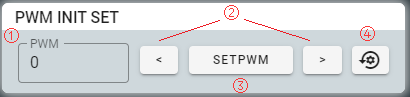 PWM INIT SET
②
① PWM ④
0 < SETPWM >
③